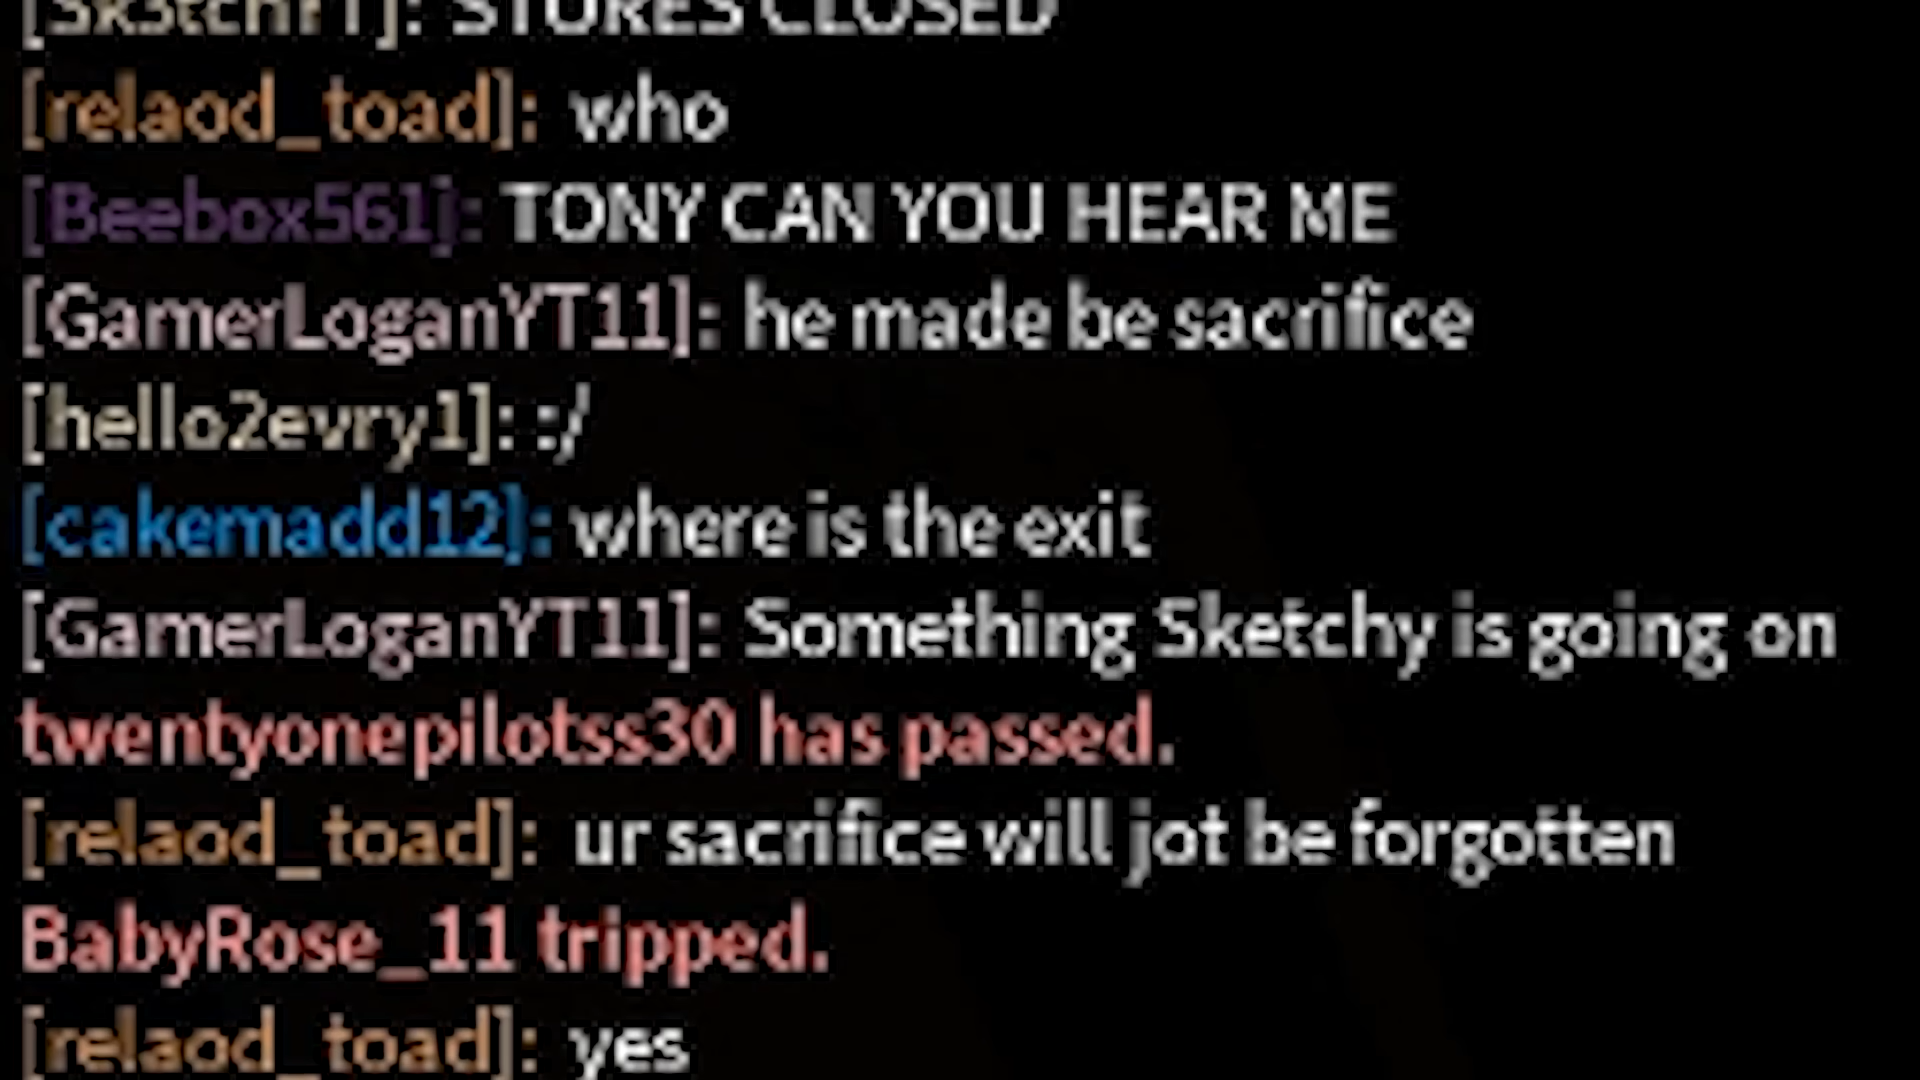 STORES CLOSED
[relaod_toad]: who
[Beebox561]: TONY CAN YOU HEAR ME
[GamerLoganYT11]: he made be sacrifice
[hello2evry1]: :/
[cakemadd12]: where is the exit
[GamerLoganYT11]: Something Sketchy is going on
twentyonepilotss30 has passed.
[relaod_toad]: ur sacrifice will jot be forgotten
BabyRose_11 tripped.
[relaod_toad]: yes